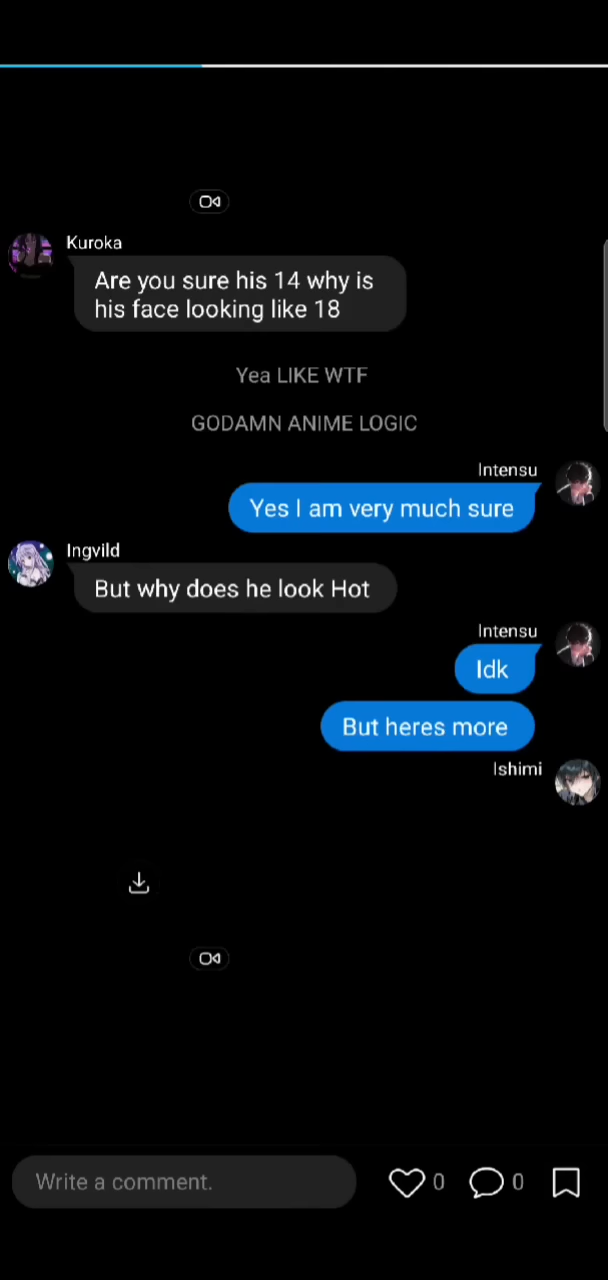 Kuroka
Are you sure his 14 why is
his face looking like 18
Yea LIKE WTF
GODAMN ANIME LOGIC
Intensu
Yes I am very much sure
Ingvild
But why does he look Hot
Intensu
Idk
But heres more
Ishimi
Write a comment.
0
0